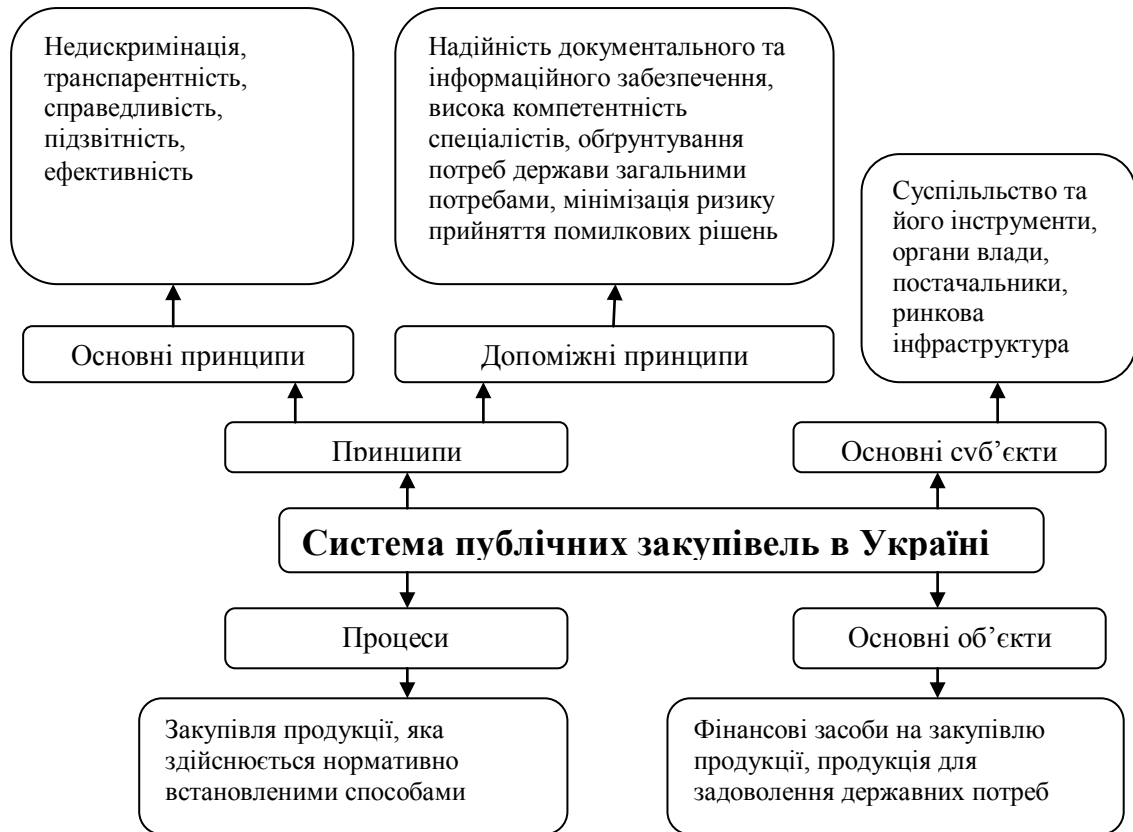 Недискримінація,
транспарентність,
справедливість,
підзвітність,
ефективність
Надійність документального та
інформаційного забезпечення,
висока компетентність
спеціалістів, обґрунтування
потреб держави загальними
потребами, мінімізація ризику
прийняття помилкових рішень
Суспільльство та
його інструменти,
органи влади,
постачальники,
ринкова
інфраструктура
Основні принципи
Допоміжні принципи
Принципи
Основні суб’єкти
Система публічних закупівель в Україні
Процеси
Основні об’єкти
Закупівля продукції, яка
здійснюється нормативно
встановленими способами
Фінансові засоби на закупівлю
продукції, продукція для
задоволення державних потреб